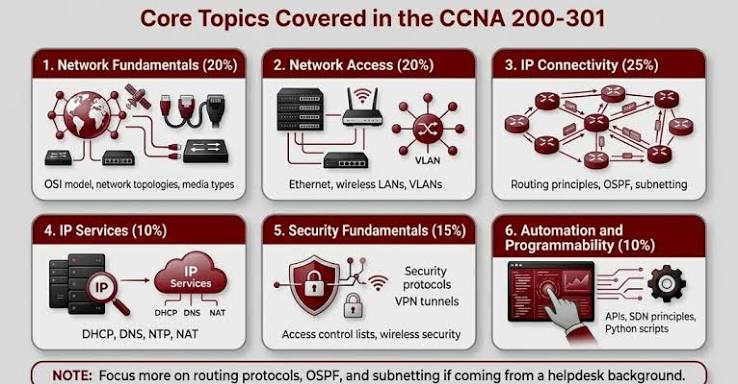 Core Topics Covered in the CCNA 200-301
1. Network Fundamentals (20%)
OSI model, network topologies, media types
2. Network Access (20%)
VLAN
Ethernet, wireless LANs, VLANs
3. IP Connectivity (25%)
Routing principles, OSPF, subnetting
4. IP Services (10%)
IP
IP
Services
DHCP DNS NAT
DHCP, DNS, NTP, NAT
5. Security Fundamentals (15%)
Security
protocols
VPN tunnels
Access control lists, wireless security
6. Automation and
Programmability (10%)
APIs, SDN principles,
Python scripts
NOTE: Focus more on routing protocols, OSPF, and subnetting if coming from a helpdesk background.